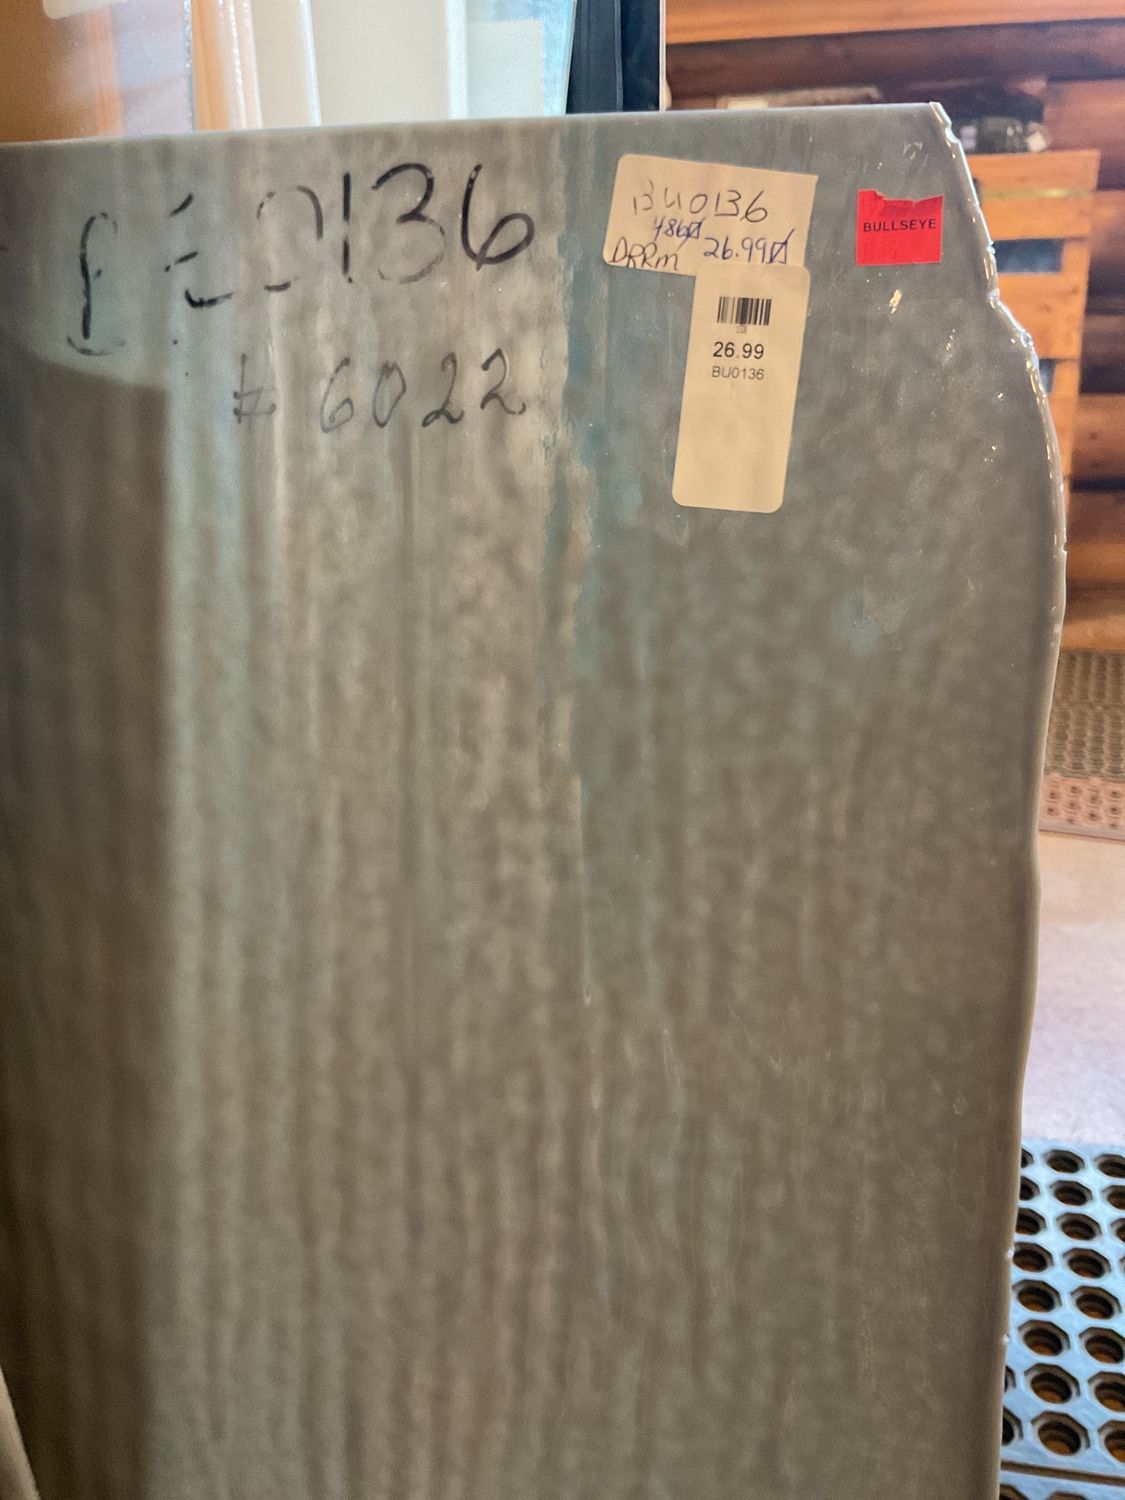 0136
# 6022
BU0136
486∅
DRRM 26.99∅
BULLSEYE
26.99
BU0136